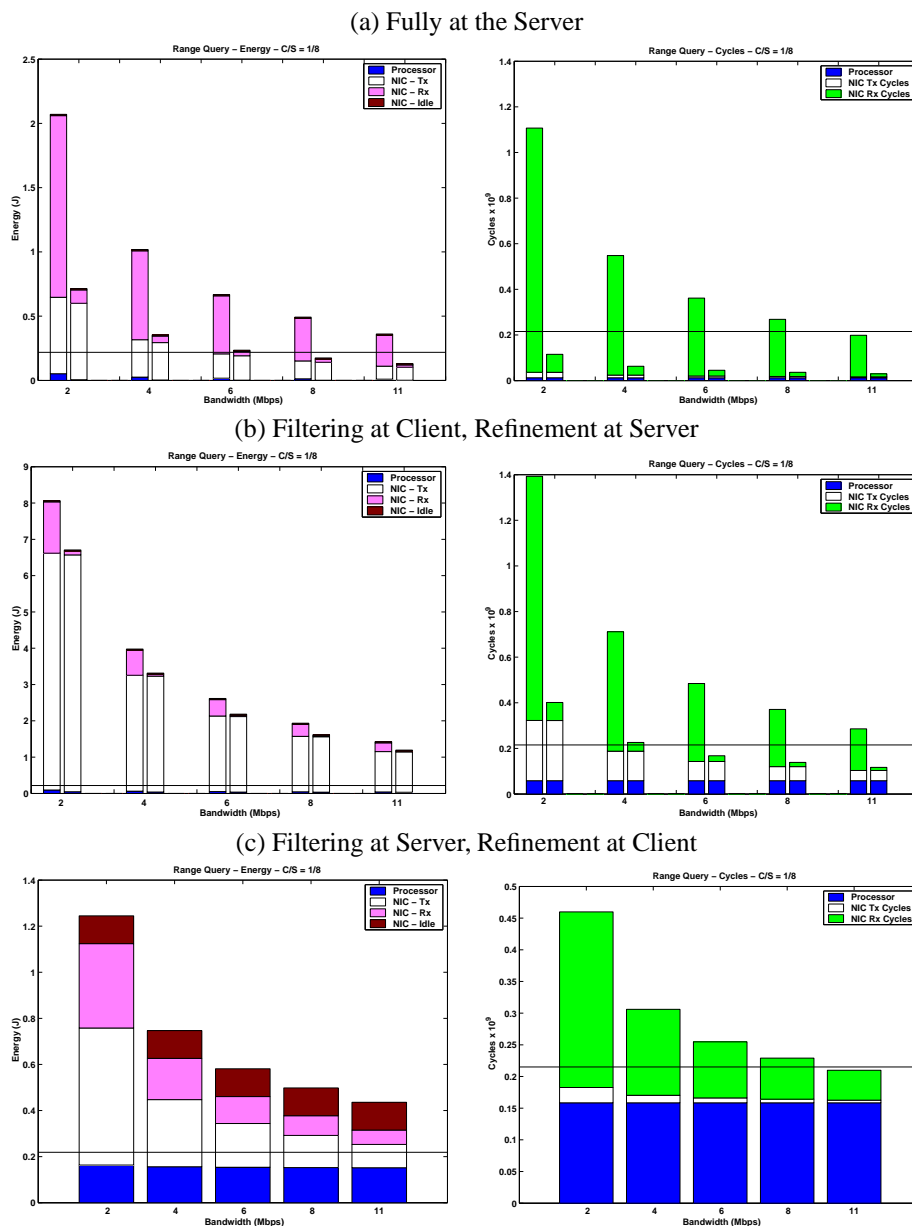 (a) Fully at the Server
Range Query – Energy – C/S = 1/8
2.5
2
1.5
1
0.5
0
Energy (J)
Processor
NIC – Tx
NIC – Rx
NIC – Idle
2 4 6 8 11
Bandwidth (Mbps)
Range Query – Cycles – C/S = 1/8
1.4
1.2
1
0.8
0.6
0.4
0.2
0
Cycles x 10^9
Processor
NIC Tx Cycles
NIC Rx Cycles
2 4 6 8 11
Bandwidth (Mbps)
(b) Filtering at Client, Refinement at Server
Range Query – Energy – C/S = 1/8
9
8
7
6
5
4
3
2
1
0
Energy (J)
Processor
NIC – Tx
NIC – Rx
NIC – Idle
2 4 6 8 11
Bandwidth (Mbps)
Range Query – Cycles – C/S = 1/8
1.4
1.2
1
0.8
0.6
0.4
0.2
0
Cycles x 10^9
Processor
NIC Tx Cycles
NIC Rx Cycles
2 4 6 8 11
Bandwidth (Mbps)
(c) Filtering at Server, Refinement at Client
Range Query – Energy – C/S = 1/8
1.4
1.2
1
0.8
0.6
0.4
0.2
0
Energy (J)
Processor
NIC – Tx
NIC – Rx
NIC – Idle
2 4 6 8 11
Bandwidth (Mbps)
Range Query – Cycles – C/S = 1/8
0.5
0.45
0.4
0.35
0.3
0.25
0.2
0.15
0.1
0.05
0
Cycles x 10^9
Processor
NIC Tx Cycles
NIC Rx Cycles
2 4 6 8 11
Bandwidth (Mbps)